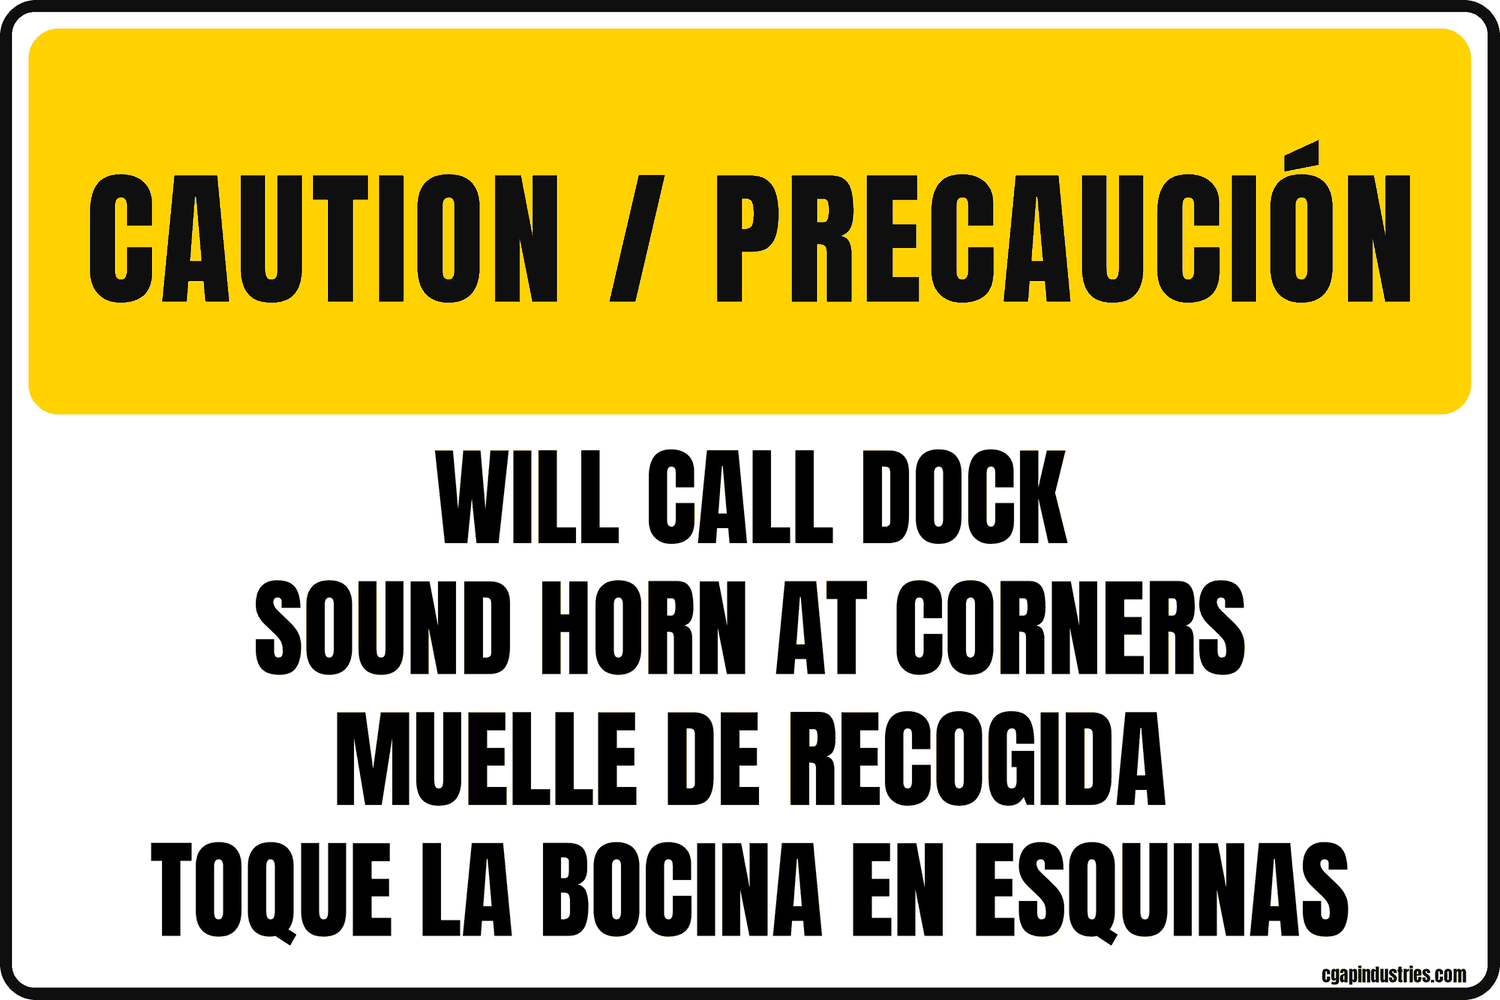 CAUTION / PRECAUCIÓN
WILL CALL DOCK
SOUND HORN AT CORNERS
MUELLE DE RECOGIDA
TOQUE LA BOCINA EN ESQUINAS
cgapindustries.com